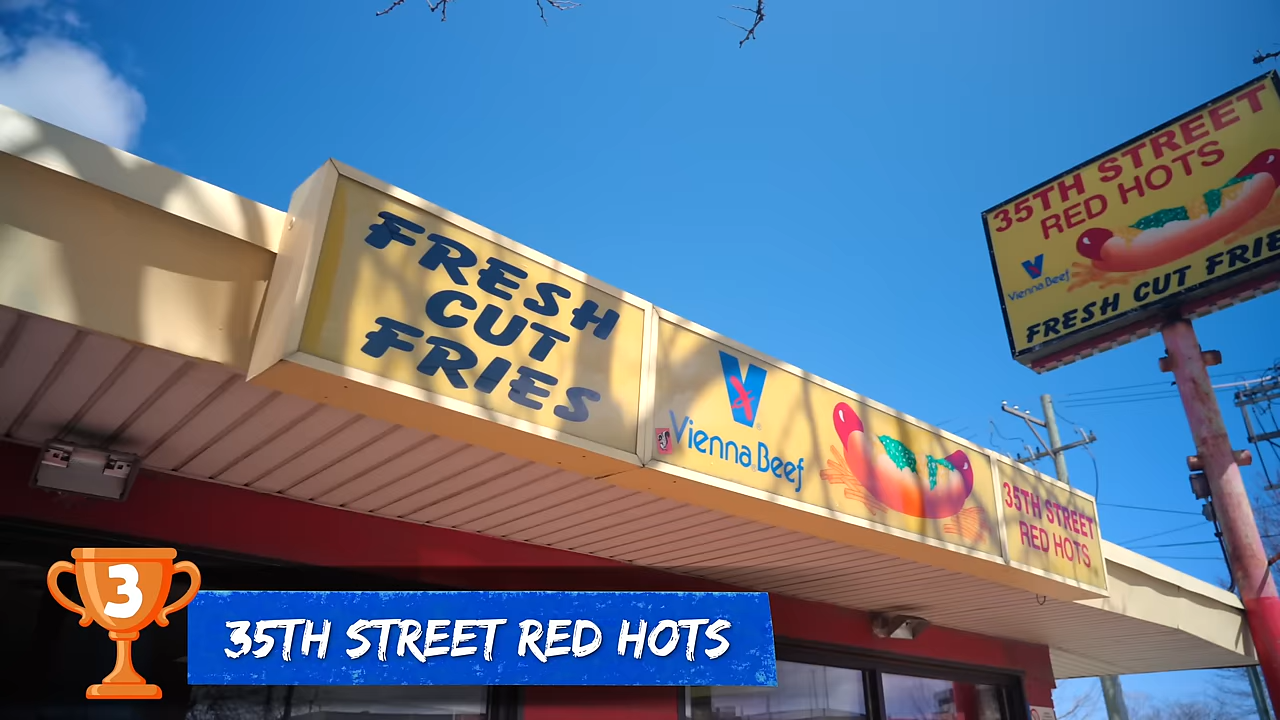 FRESH
CUT
FRIES
V
Vienna Beef
35TH STREET
RED HOTS
35TH STREET
RED HOTS
Vienna Beef
FRESH CUT FRIE
3
35TH STREET RED HOTS